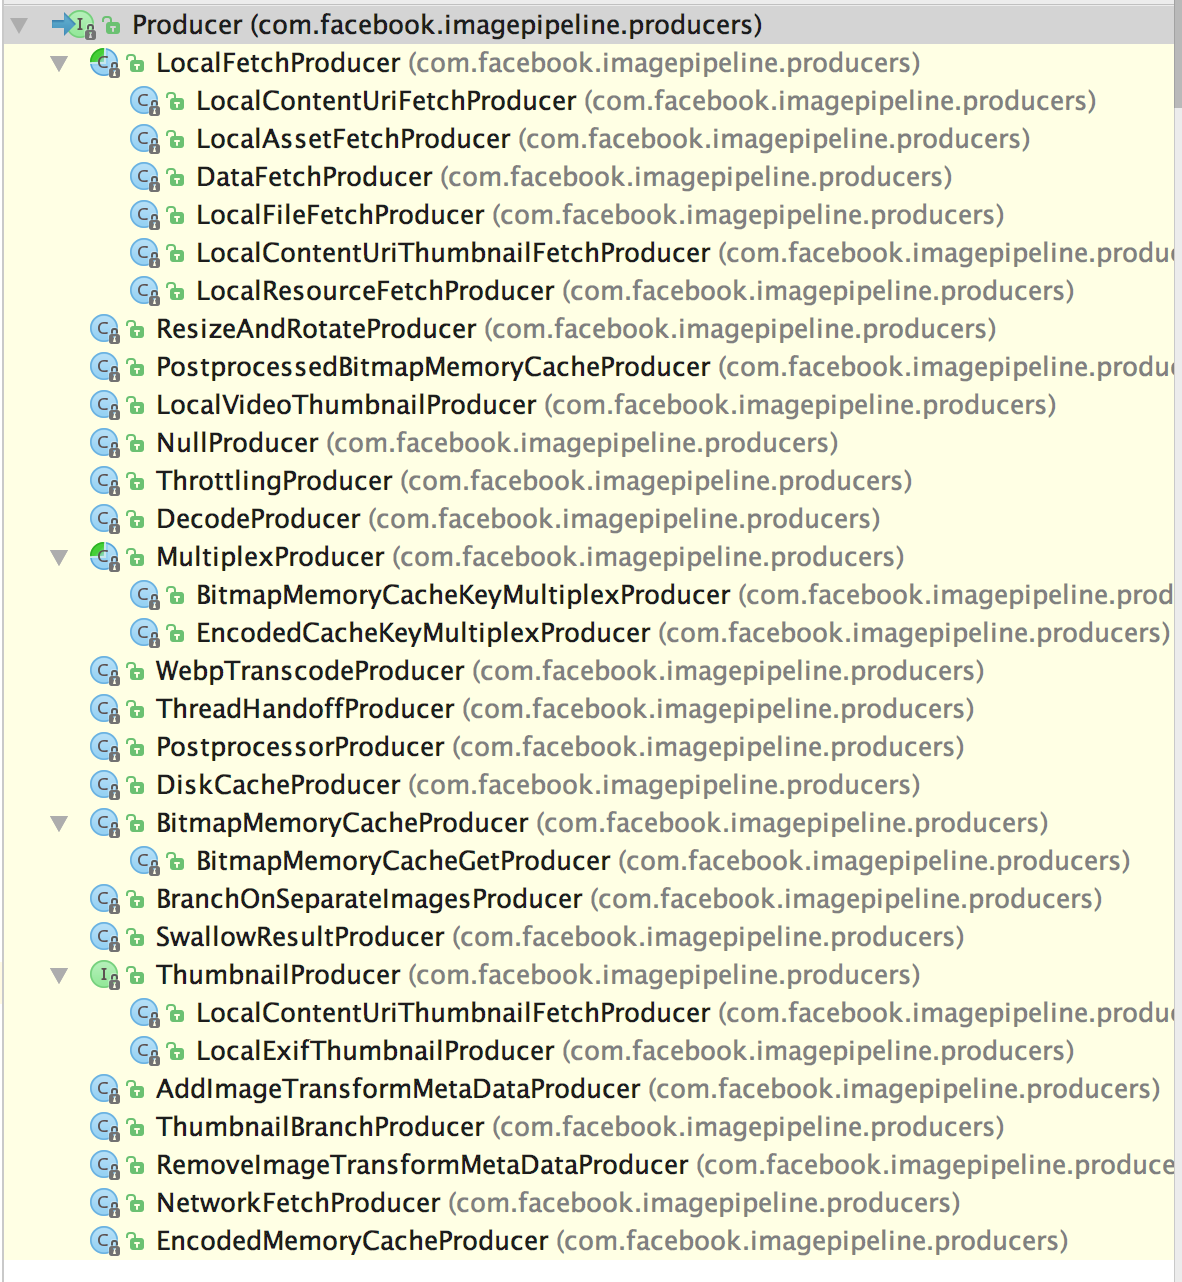 Producer (com.facebook.imagepipeline.producers)
LocalFetchProducer (com.facebook.imagepipeline.producers)
LocalContentUriFetchProducer (com.facebook.imagepipeline.producers)
LocalAssetFetchProducer (com.facebook.imagepipeline.producers)
DataFetchProducer (com.facebook.imagepipeline.producers)
LocalFileFetchProducer (com.facebook.imagepipeline.producers)
LocalContentUriThumbnailFetchProducer (com.facebook.imagepipeline.produc
LocalResourceFetchProducer (com.facebook.imagepipeline.producers)
ResizeAndRotateProducer (com.facebook.imagepipeline.producers)
PostprocessedBitmapMemoryCacheProducer (com.facebook.imagepipeline.produc
LocalVideoThumbnailProducer (com.facebook.imagepipeline.producers)
NullProducer (com.facebook.imagepipeline.producers)
ThrottlingProducer (com.facebook.imagepipeline.producers)
DecodeProducer (com.facebook.imagepipeline.producers)
MultiplexProducer (com.facebook.imagepipeline.producers)
BitmapMemoryCacheKeyMultiplexProducer (com.facebook.imagepipeline.prod
EncodedCacheKeyMultiplexProducer (com.facebook.imagepipeline.producers)
WebpTranscodeProducer (com.facebook.imagepipeline.producers)
ThreadHandoffProducer (com.facebook.imagepipeline.producers)
PostprocessorProducer (com.facebook.imagepipeline.producers)
DiskCacheProducer (com.facebook.imagepipeline.producers)
BitmapMemoryCacheProducer (com.facebook.imagepipeline.producers)
BitmapMemoryCacheGetProducer (com.facebook.imagepipeline.producers)
BranchOnSeparateImagesProducer (com.facebook.imagepipeline.producers)
SwallowResultProducer (com.facebook.imagepipeline.producers)
ThumbnailProducer (com.facebook.imagepipeline.producers)
LocalContentUriThumbnailFetchProducer (com.facebook.imagepipeline.produc
LocalExifThumbnailProducer (com.facebook.imagepipeline.producers)
AddImageTransformMetaDataProducer (com.facebook.imagepipeline.producers)
ThumbnailBranchProducer (com.facebook.imagepipeline.producers)
RemoveImageTransformMetaDataProducer (com.facebook.imagepipeline.produce
NetworkFetchProducer (com.facebook.imagepipeline.producers)
EncodedMemoryCacheProducer (com.facebook.imagepipeline.producers)